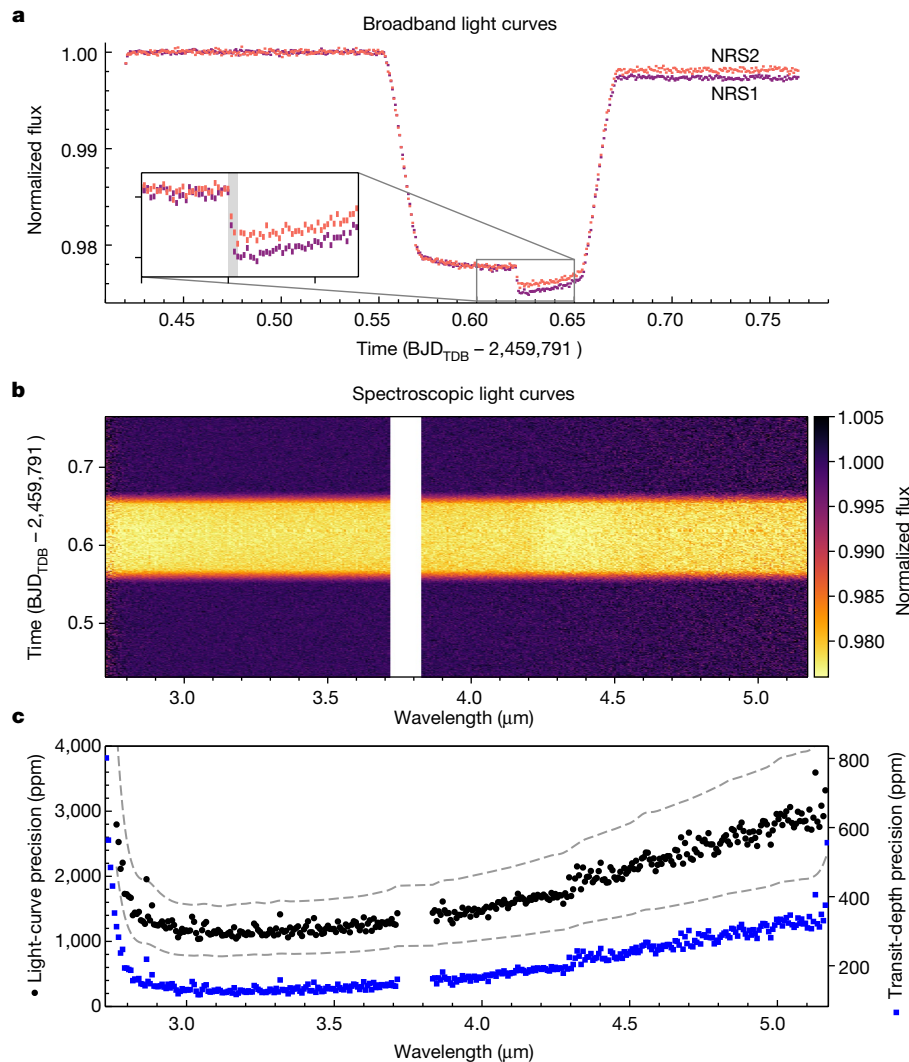 a
Broadband light curves
1.00
0.99
0.98
Normalized flux
NRS2
NRS1
0.45 0.50 0.55 0.60 0.65 0.70 0.75
Time (BJD_TDB − 2,459,791 )
b
Spectroscopic light curves
0.7
0.6
0.5
Time (BJD_TDB − 2,459,791)
1.005
1.000
0.995
0.990
0.985
0.980
Normalized flux
3.0 3.5 4.0 4.5 5.0
Wavelength (μm)
c
4,000
3,000
2,000
1,000
0
Light-curve precision (ppm)
800
600
400
200
Transit-depth precision (ppm)
3.0 3.5 4.0 4.5 5.0
Wavelength (μm)